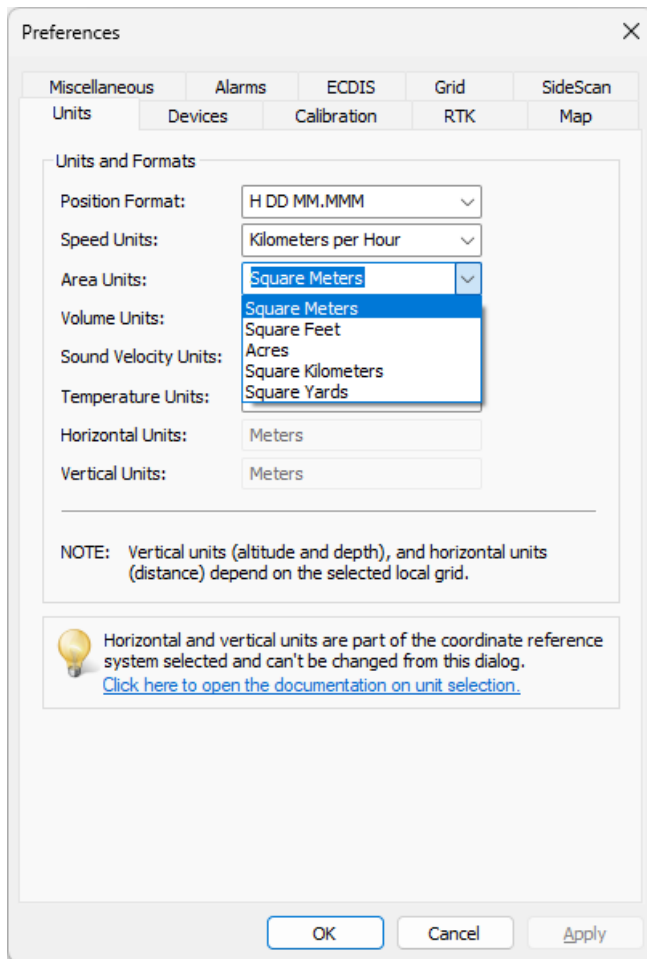 Preferences
Miscellaneous Alarms ECDIS Grid SideScan
Units Devices Calibration RTK Map
Units and Formats
Position Format: H DD MM.MMM
Speed Units: Kilometers per Hour
Area Units: Square Meters
Square Meters
Volume Units:
Square Feet
Acres
Sound Velocity Units:
Square Kilometers
Temperature Units:
Square Yards
Horizontal Units: Meters
Vertical Units: Meters
NOTE: Vertical units (altitude and depth), and horizontal units
(distance) depend on the selected local grid.
Horizontal and vertical units are part of the coordinate reference
system selected and can't be changed from this dialog.
Click here to open the documentation on unit selection.
OK Cancel Apply